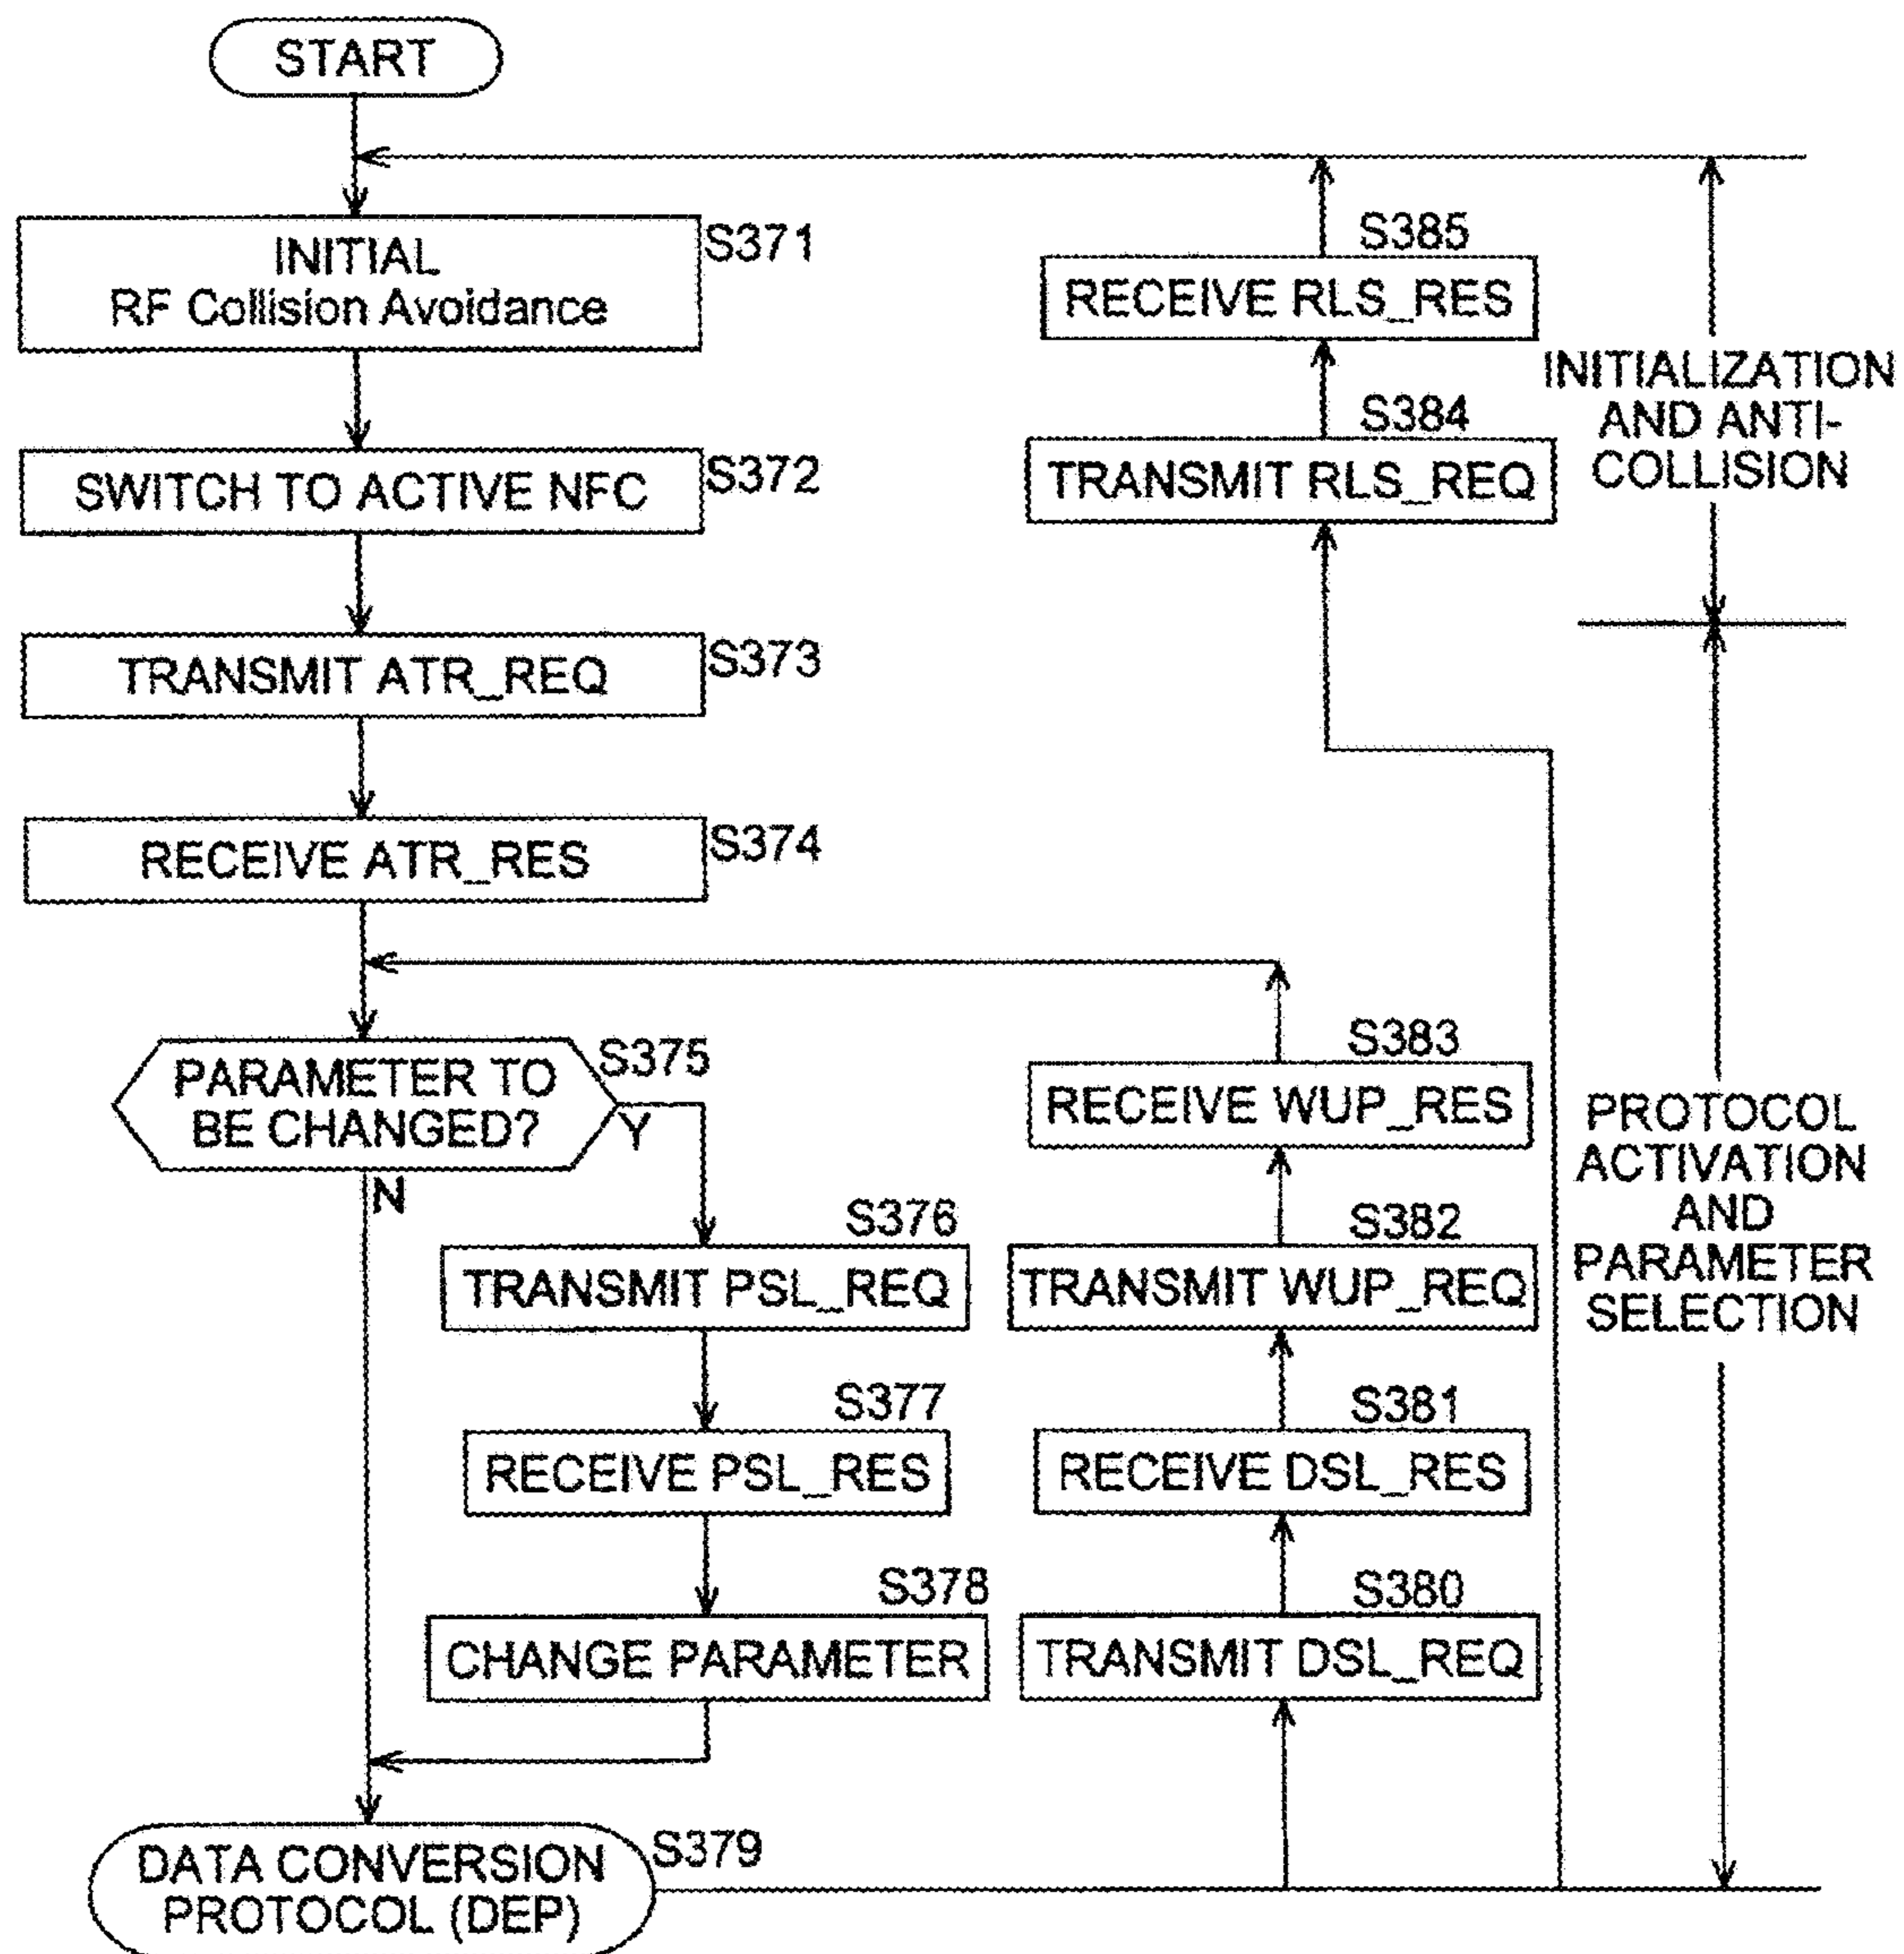 START
INITIAL
RF Collision Avoidance
S371
SWITCH TO ACTIVE NFC
S372
TRANSMIT ATR_REQ
S373
RECEIVE ATR_RES
S374
PARAMETER TO
BE CHANGED?
S375
Y
N
S376
TRANSMIT PSL_REQ
S377
RECEIVE PSL_RES
S378
CHANGE PARAMETER
DATA CONVERSION
PROTOCOL (DEP)
S379
S385
RECEIVE RLS_RES
S384
TRANSMIT RLS_REQ
S383
RECEIVE WUP_RES
S382
TRANSMIT WUP_REQ
S381
RECEIVE DSL_RES
S380
TRANSMIT DSL_REQ
INITIALIZATION
AND ANTI-
COLLISION
PROTOCOL
ACTIVATION
AND
PARAMETER
SELECTION